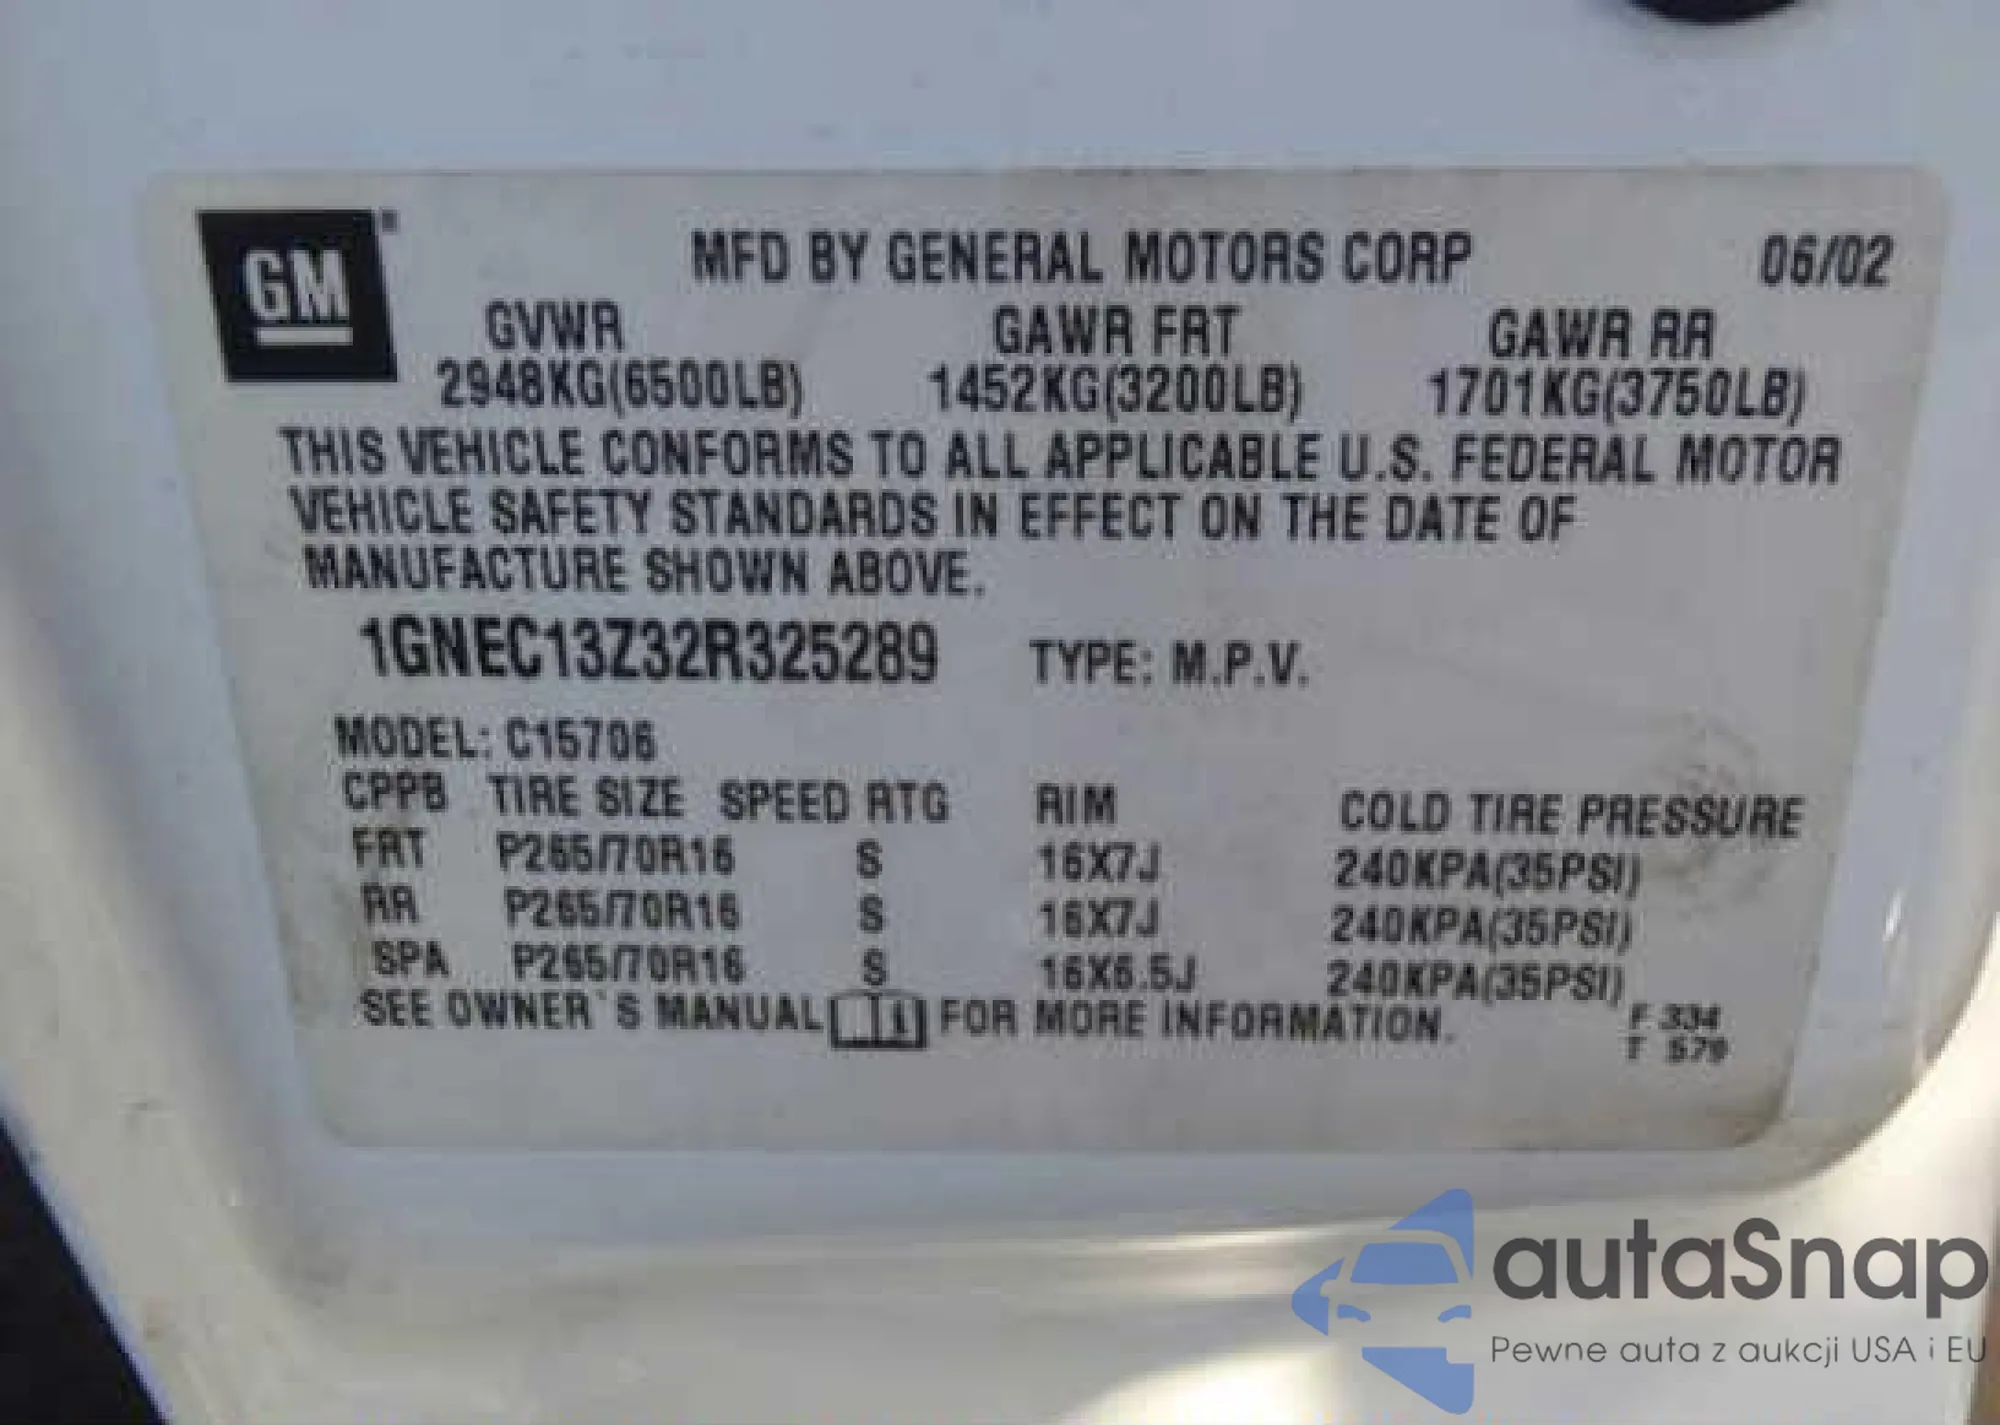 GM
MFD BY GENERAL MOTORS CORP 06/02
GVWR GAWR FRT GAWR RR
2948KG(6500LB) 1452KG(3200LB) 1701KG(3750LB)
THIS VEHICLE CONFORMS TO ALL APPLICABLE U.S. FEDERAL MOTOR
VEHICLE SAFETY STANDARDS IN EFFECT ON THE DATE OF
MANUFACTURE SHOWN ABOVE.
1GNEC13Z32R325289 TYPE: M.P.V.
MODEL: C15706
CPPB TIRE SIZE SPEED RTG RIM COLD TIRE PRESSURE
FRT P265/70R16 S 16X7J 240KPA(35PSI)
RR P265/70R16 S 16X7J 240KPA(35PSI)
SPA P265/70R16 S 16X6.5J 240KPA(35PSI)
SEE OWNER'S MANUAL FOR MORE INFORMATION.
F 334
T 579
autaSnap
Pewne auta z aukcji USA i EU